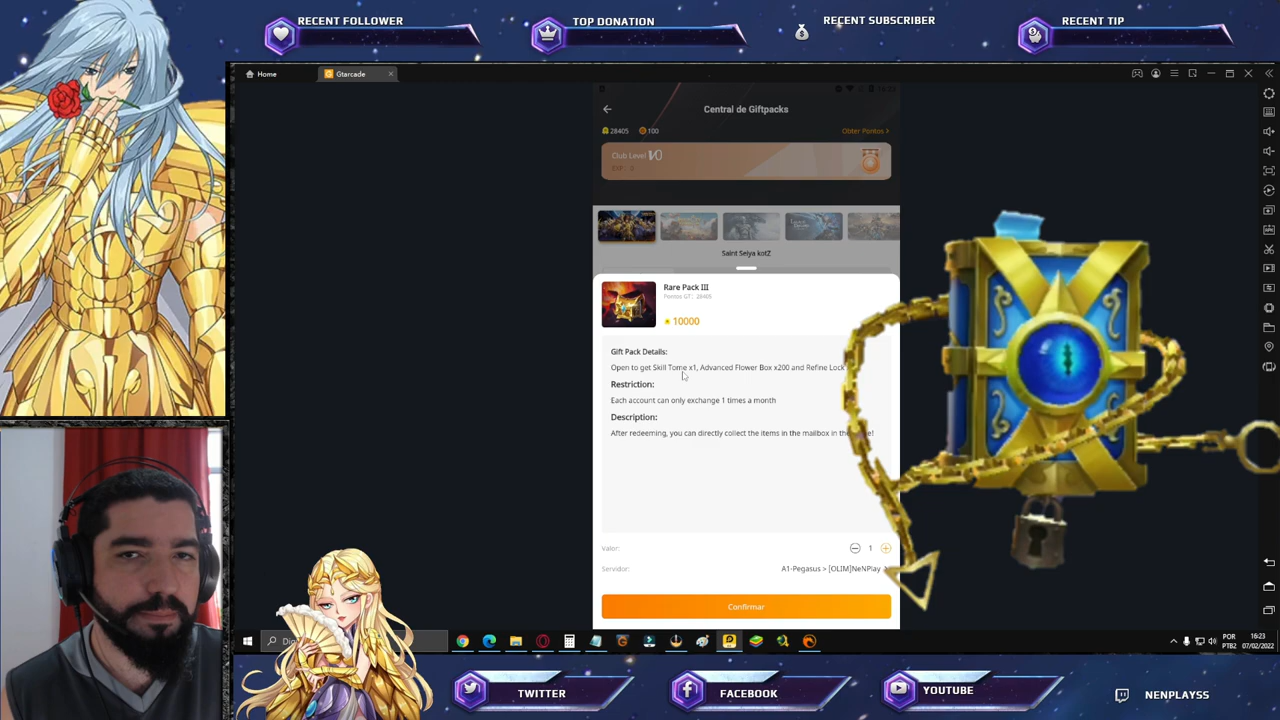 RECENT FOLLOWER
TOP DONATION
RECENT SUBSCRIBER
RECENT TIP
Home
Gtarcade
Central de Giftpacks
28405
100
Obter Pontos >
Club Level V0
Saint Seiya kotZ
Rare Pack III
Pontos GT: 28405
10000
Gift Pack Details:
Open to get Skill Tome x1, Advanced Flower Box x200 and Refine Lock
Restriction:
Each account can only exchange 1 times a month
Description:
After redeeming, you can directly collect the items in the mailbox in the
Valor:
1
Servidor:
A1-Pegasus > [OLIM]NeNPlay
Confirmar
POR
PTB2
16:23
07/02/2022
TWITTER
FACEBOOK
YOUTUBE
NENPLAYSS